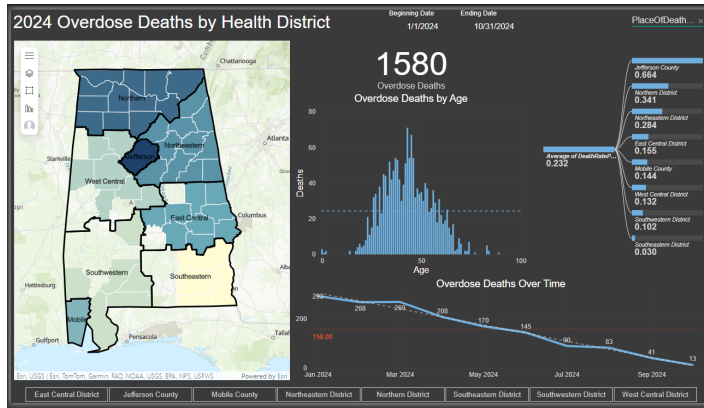 2024 Overdose Deaths by Health District
Beginning Date
Ending Date
1/1/2024
10/31/2024
PlaceOfDeath... ×
Chattanooga
Atlanta
Starkville
Columbus
Hattiesburg
Gulfport
Pensacola
Northern
Northeastern
Jefferson
West Central
East Central
Southwestern
Southeastern
Mobile
Esri, USGS | Esri, TomTom, Garmin, FAO, NOAA, USGS, EPA, NPS, USFWS
Powered by Esri
1580
Overdose Deaths
Overdose Deaths by Age
Deaths
80
60
40
20
0
0
50
100
Age
Average of DeathRateP...
0.232
Jefferson County
0.664
Northern District
0.341
Northeastern District
0.284
East Central District
0.155
Mobile County
0.144
West Central District
0.132
Southwestern District
0.102
Southeastern District
0.030
Overdose Deaths Over Time
200
0
158.00
268
269
208
170
145
90
83
41
13
Jan 2024
Mar 2024
May 2024
Jul 2024
Sep 2024
East Central District
Jefferson County
Mobile County
Northeastern District
Northern District
Southeastern District
Southwestern District
West Central District